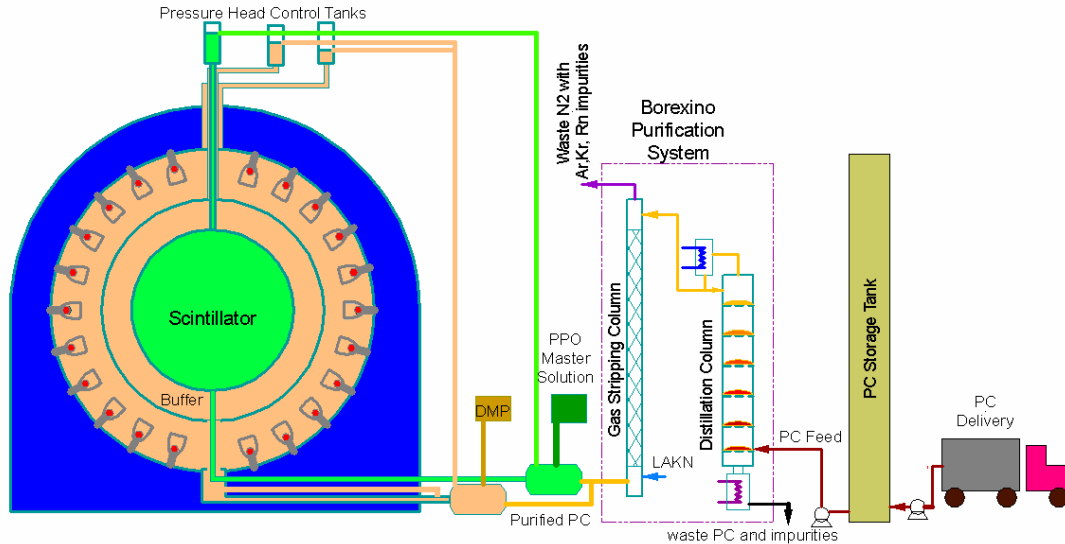 Pressure Head Control Tanks
Waste N2 with
Ar,Kr, Rn impurities
Borexino
Purification
System
Scintillator
Buffer
PPO
Master
Solution
DMP
Gas Stripping Column
Distillation Column
PC Storage Tank
PC
Delivery
PC Feed
LAKN
Purified PC
waste PC and impurities